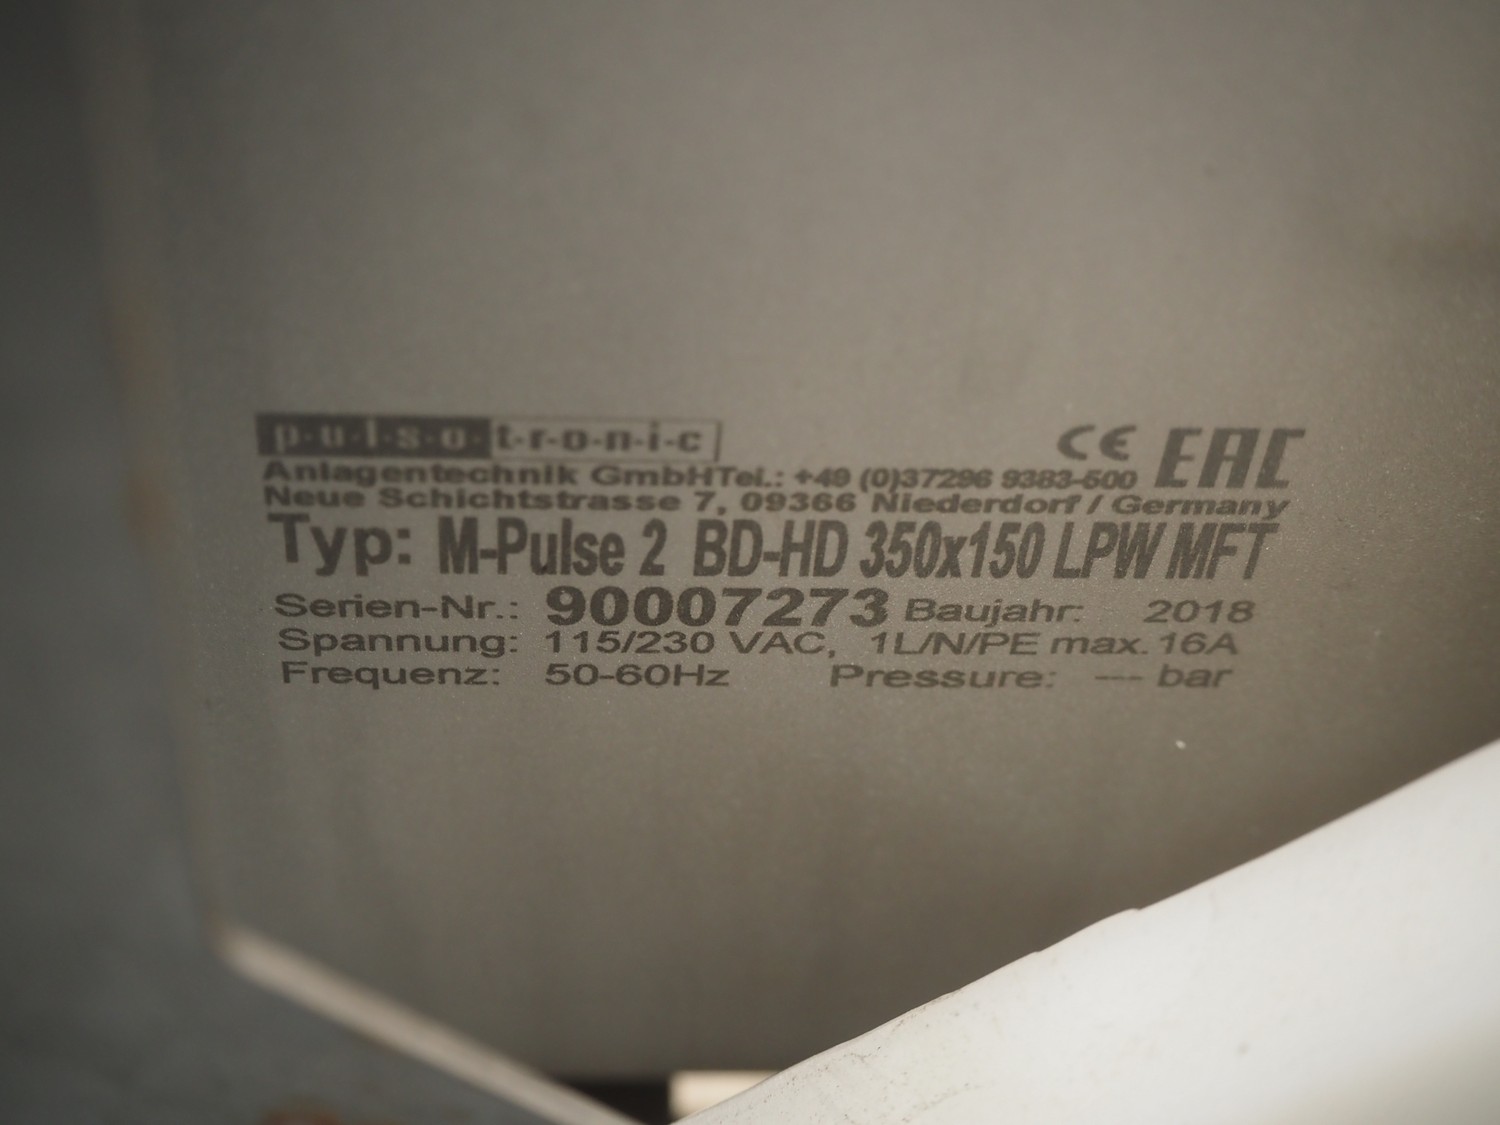 p-u-l-s-o-t-r-o-n-i-c CE EAC
Anlagentechnik GmbH Tel.: +49 (0)37296 9383-500
Neue Schichtstrasse 7, 09366 Niederdorf / Germany
Typ: M-Pulse 2 BD-HD 350x150 LPW MFT
Serien-Nr.: 90007273 Baujahr: 2018
Spannung: 115/230 VAC, 1L/N/PE max. 16A
Frequenz: 50-60Hz Pressure: --- bar